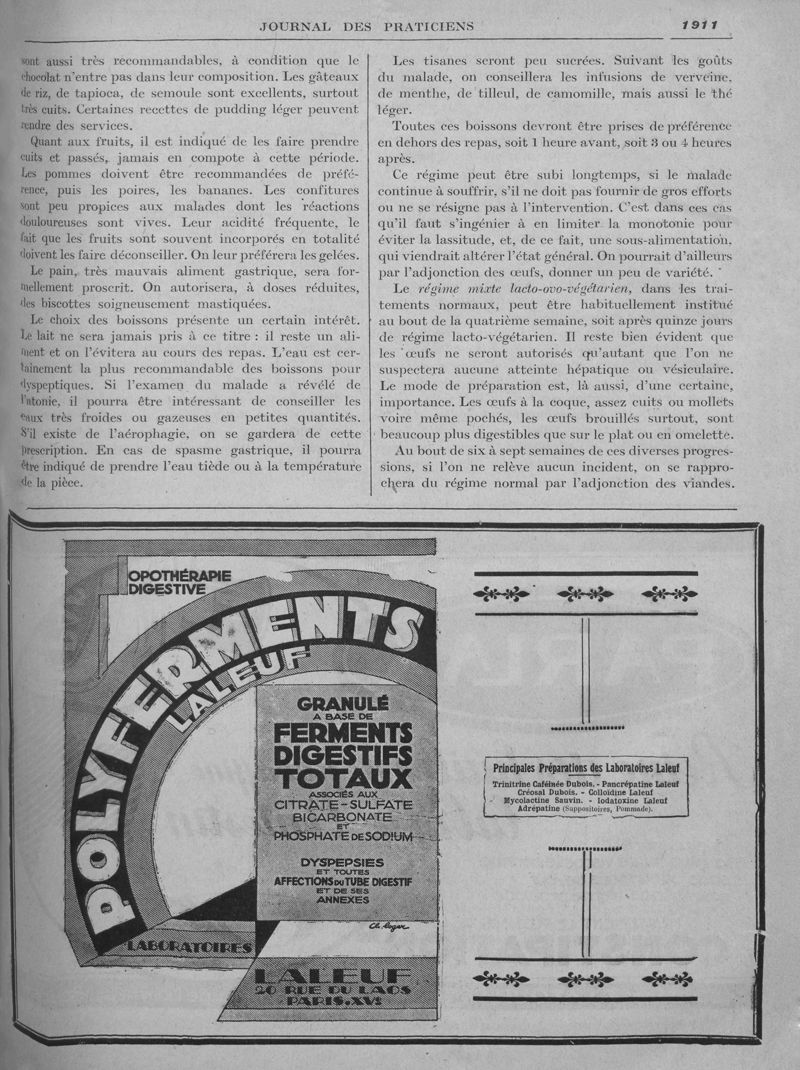 JOURNAL DES PRATICIENS
1911
sont aussi très recommandables, à condition que le
chocolat n'entre pas dans leur composition. Les gâteaux
de riz, de tapioca, de semoule sont excellents, surtout
très cuits. Certaines recettes de pudding léger peuvent
rendre des services.
Quant aux fruits, il est indiqué de les faire prendre
cuits et passés, jamais en compote à cette période.
Les pommes doivent être recommandées de préfé-
rence, puis les poires, les bananes. Les confitures
sont peu propices aux malades dont les réactions
douloureuses sont vives. Leur acidité fréquente, le
fait que les fruits sont souvent incorporés en totalité
doivent les faire déconseiller. On leur préférera les gelées.
Le pain, très mauvais aliment gastrique, sera for-
mellement proscrit. On autorisera, à doses réduites,
des biscottes soigneusement mastiquées.
Le choix des boissons présente un certain intérêt.
Le lait ne sera jamais pris à ce titre : il reste un ali-
ment et on l'évitera au cours des repas. L'eau est cer-
tainement la plus recommandable des boissons pour
dyspeptiques. Si l'examen du malade a révélé de
l'atonie, il pourra être intéressant de conseiller les
eaux très froides ou gazeuses en petites quantités.
S'il existe de l'aérophagie, on se gardera de cette
prescription. En cas de spasme gastrique, il pourra
être indiqué de prendre l'eau tiède ou à la température
de la pièce.
Les tisanes seront peu sucrées. Suivant les goûts
du malade, on conseillera les infusions de verveine,
de menthe, de tilleul, de camomille, mais aussi le thé
léger.
Toutes ces boissons devront être prises de préférence
en dehors des repas, soit 1 heure avant, soit 3 ou 4 heures
après.
Ce régime peut être subi longtemps, si le malade
continue à souffrir, s'il ne doit pas fournir de gros efforts
ou ne se résigne pas à l'intervention. C'est dans ces cas
qu'il faut s'ingénier à en limiter la monotonie pour
éviter la lassitude, et, de ce fait, une sous-alimentation,
qui viendrait altérer l'état général. On pourrait d'ailleurs
par l'adjonction des œufs, donner un peu de variété.
Le régime mixte lacto-ovo-végétarien, dans les trai-
tements normaux, peut être habituellement institué
au bout de la quatrième semaine, soit après quinze jours
de régime lacto-végétarien. Il reste bien évident que
les œufs ne seront autorisés qu'autant que l'on ne
suspectera aucune atteinte hépatique ou vésiculaire.
Le mode de préparation est, là aussi, d'une certaine,
importance. Les œufs à la coque, assez cuits ou mollets
voire même pochés, les œufs brouillés surtout, sont
beaucoup plus digestibles que sur le plat ou en omelette.
Au bout de six à sept semaines de ces diverses progres-
sions, si l'on ne relève aucun incident, on se rappro-
chera du régime normal par l'adjonction des viandes.
OPOTHÉRAPIE
DIGESTIVE
POLYFERMENTS
LALEUF
GRANULÉ
A BASE DE
FERMENTS
DIGESTIFS
TOTAUX
ASSOCIÉS AUX
CITRATE-SULFATE
BICARBONATE
ET
PHOSPHATE DE SODIUM
DYSPEPSIES
ET TOUTES
AFFECTIONS DU TUBE DIGESTIF
ET DE SES
ANNEXES
Ch. Roger
LABORATOIRES
LALEUF
20 RUE DU LAOS
PARIS.XVe
Principales Préparations des Laboratoires Laleuf
Trinitrine Caféinée Dubois. - Pancrépatine Laleuf
Créosal Dubois. - Colloïdine Laleuf
Mycolactine Sauvin. - Iodatoxine Laleuf
Adrépatine (Suppositoires, Pommade).